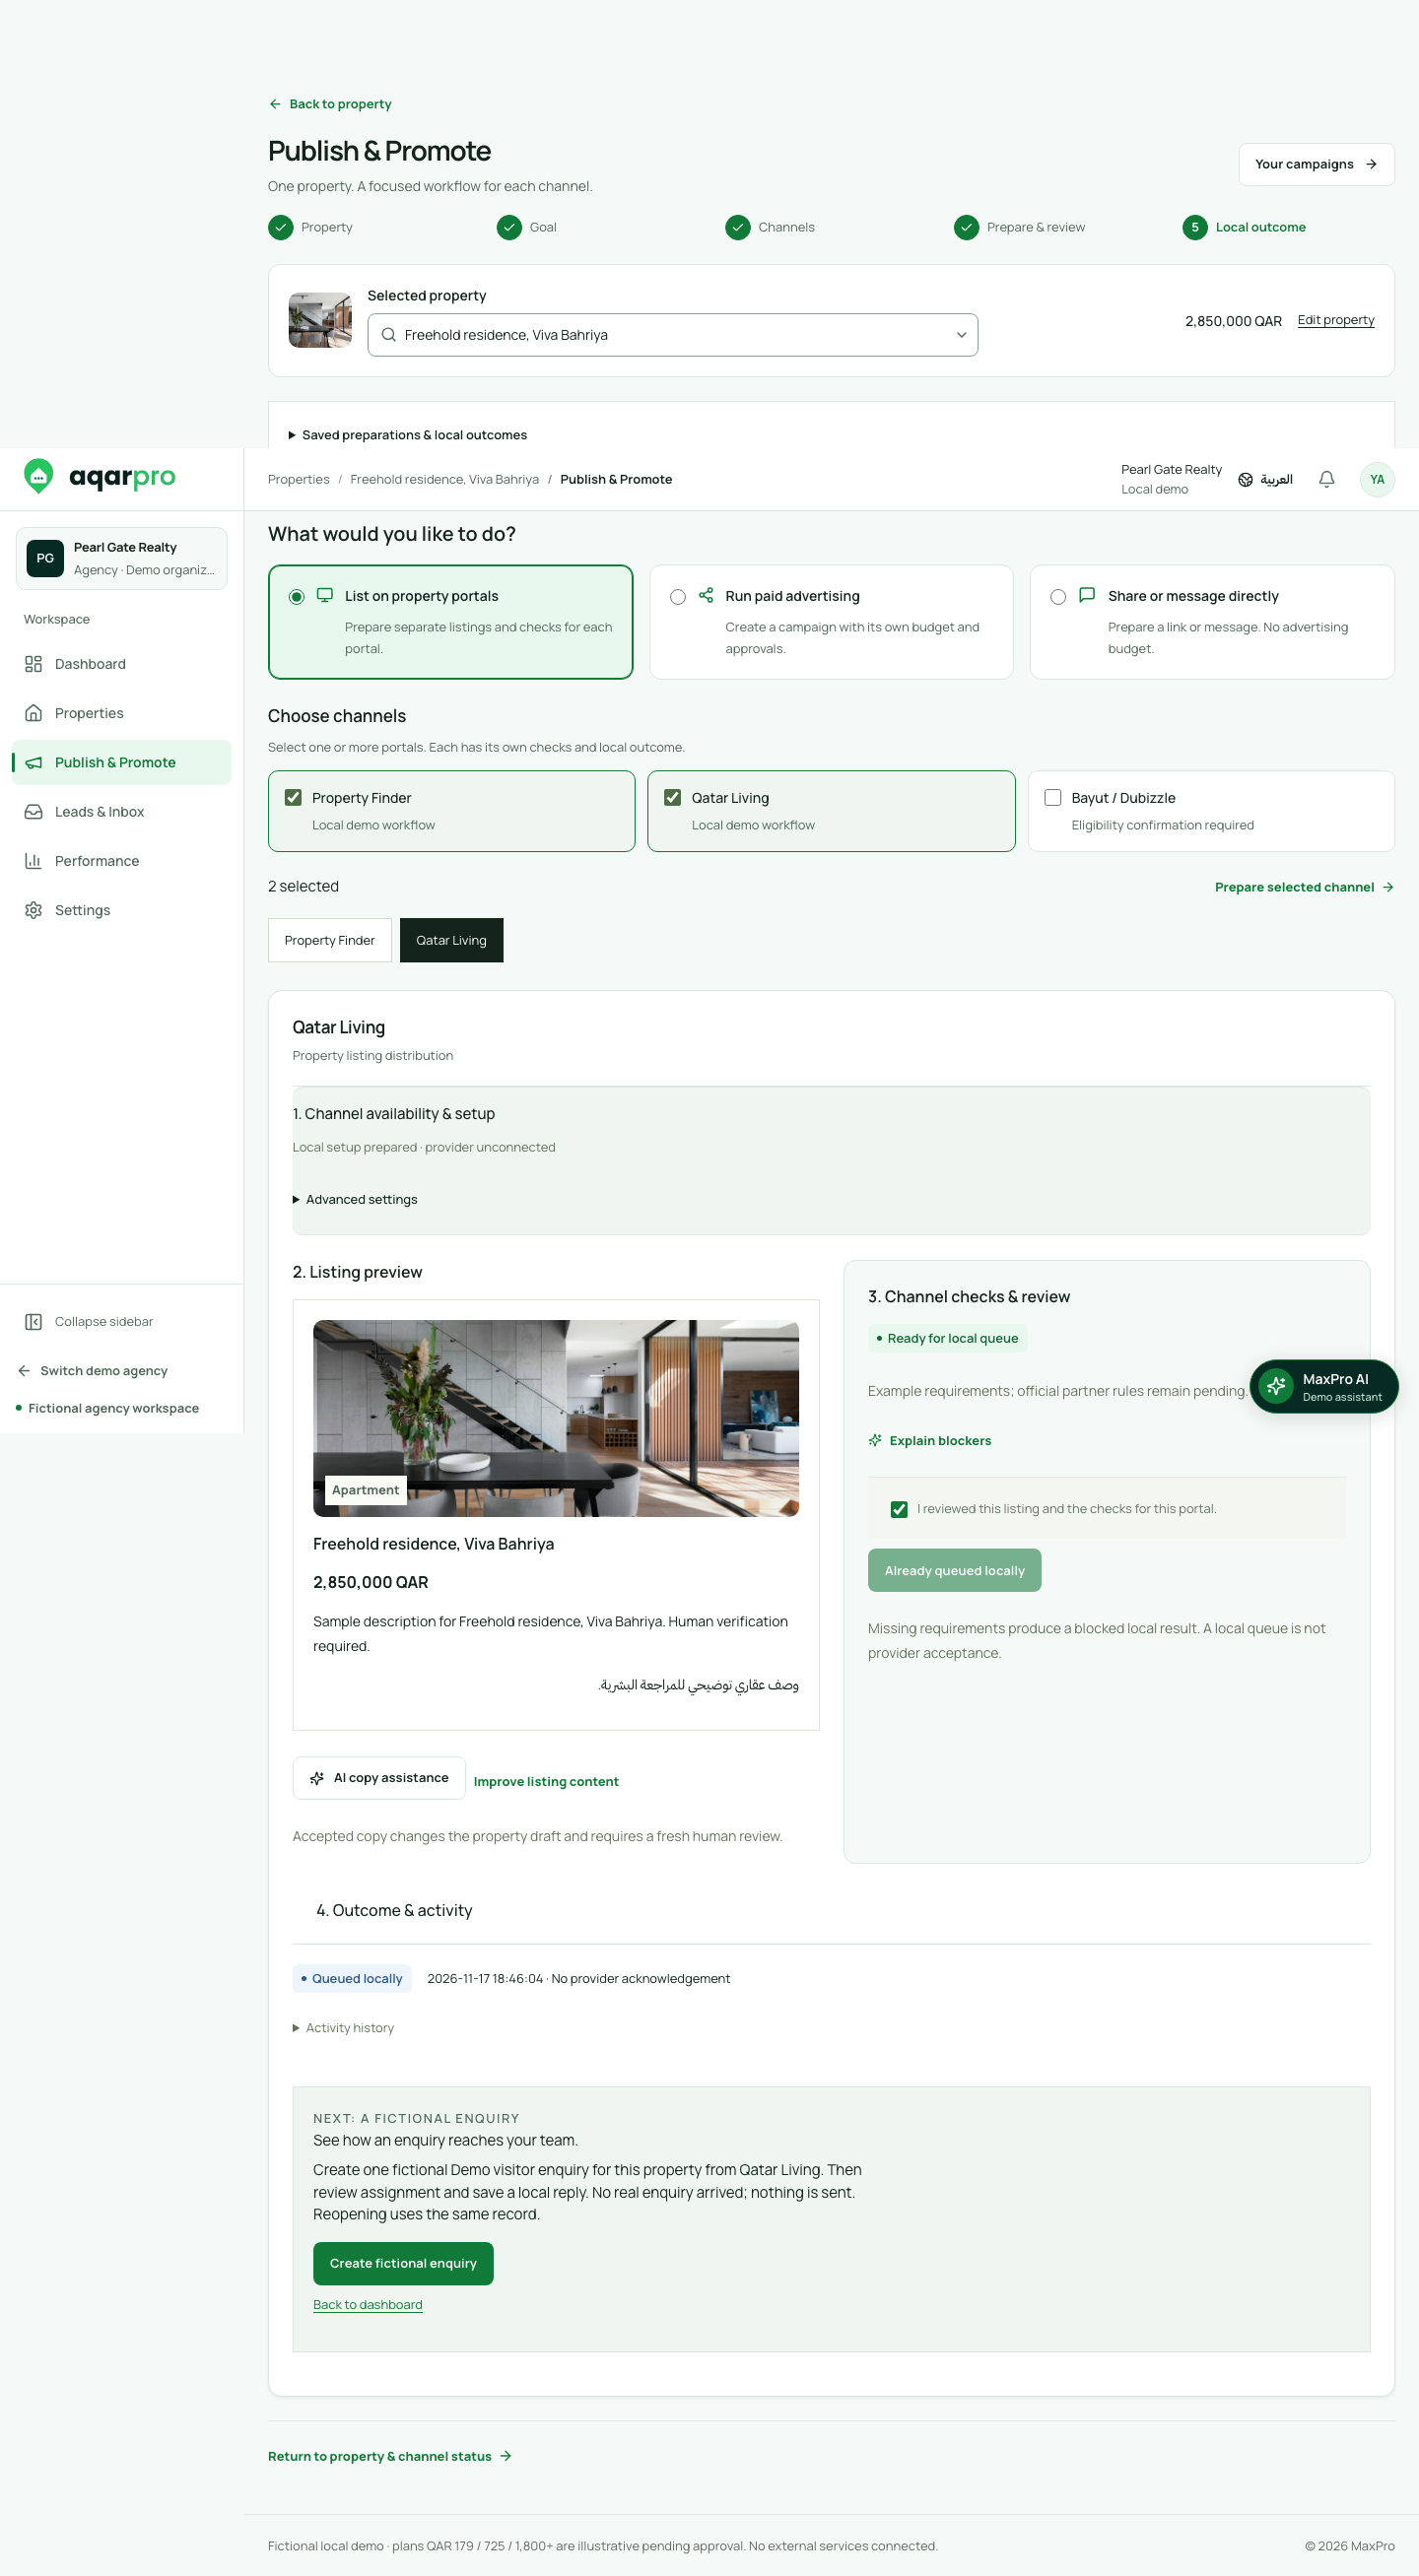 Back to property
Publish & Promote
One property. A focused workflow for each channel.
Your campaigns
Property
Goal
Channels
Prepare & review
5 Local outcome
Selected property
Freehold residence, Viva Bahriya
2,850,000 QAR Edit property
Saved preparations & local outcomes
aqarpro
Properties / Freehold residence, Viva Bahriya / Publish & Promote
Pearl Gate Realty
Local demo
العربية
YA
PG
Pearl Gate Realty
Agency · Demo organiz...
Workspace
Dashboard
Properties
Publish & Promote
Leads & Inbox
Performance
Settings
Collapse sidebar
Switch demo agency
Fictional agency workspace
What would you like to do?
List on property portals
Prepare separate listings and checks for each
portal.
Run paid advertising
Create a campaign with its own budget and
approvals.
Share or message directly
Prepare a link or message. No advertising
budget.
Choose channels
Select one or more portals. Each has its own checks and local outcome.
Property Finder
Local demo workflow
Qatar Living
Local demo workflow
Bayut / Dubizzle
Eligibility confirmation required
2 selected
Prepare selected channel
Property Finder
Qatar Living
Qatar Living
Property listing distribution
1. Channel availability & setup
Local setup prepared · provider unconnected
Advanced settings
2. Listing preview
Apartment
Freehold residence, Viva Bahriya
2,850,000 QAR
Sample description for Freehold residence, Viva Bahriya. Human verification
required.
وصف عقاري توضيحي للمراجعة البشرية.
AI copy assistance
Improve listing content
Accepted copy changes the property draft and requires a fresh human review.
3. Channel checks & review
Ready for local queue
Example requirements; official partner rules remain pending.
MaxPro AI
Demo assistant
Explain blockers
I reviewed this listing and the checks for this portal.
Already queued locally
Missing requirements produce a blocked local result. A local queue is not
provider acceptance.
4. Outcome & activity
Queued locally
2026-11-17 18:46:04 · No provider acknowledgement
Activity history
NEXT: A FICTIONAL ENQUIRY
See how an enquiry reaches your team.
Create one fictional Demo visitor enquiry for this property from Qatar Living. Then
review assignment and save a local reply. No real enquiry arrived; nothing is sent.
Reopening uses the same record.
Create fictional enquiry
Back to dashboard
Return to property & channel status
Fictional local demo · plans QAR 179 / 725 / 1,800+ are illustrative pending approval. No external services connected.
© 2026 MaxPro